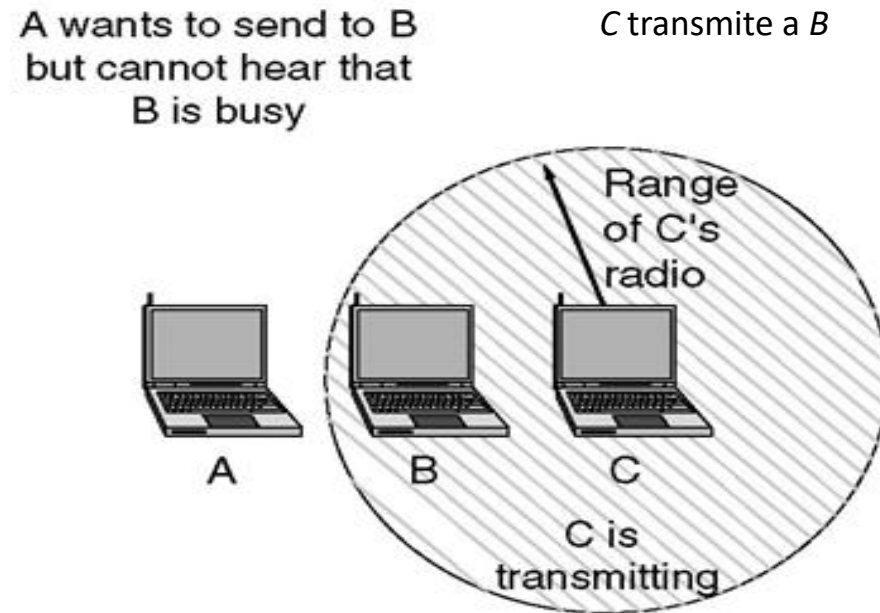 A wants to send to B
but cannot hear that
B is busy
C transmite a B
Range
of C's
radio
A
B
C
C is
transmitting